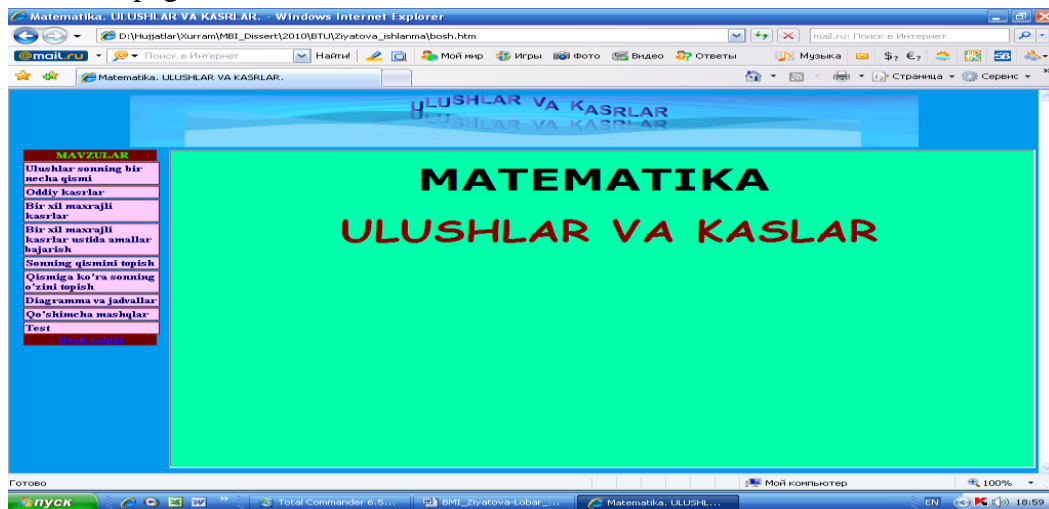 Matematika. ULUSHLAR VA KASRLAR. - Windows Internet Explorer
D:\Hujjatlar\Xurram\MBI_Dissert\2010\BTU\Ziyatova_ishlanma\bosh.htm
mail.ru: Поиск в Интернет
@mail.ru Поиск в Интернет Найти! Мой мир Игры Фото Видео Ответы Музыка $? €?
Matematika. ULUSHLAR VA KASRLAR. Страница Сервис
ULUSHLAR VA KASRLAR
MAVZULAR
Ulushlar sonning bir
necha qismi
Oddiy kasrlar
Bir xil maxrajli
kasrlar
Bir xil maxrajli
kasrlar ustida amallar
bajarish
Sonning qismini topish
Qismiga ko'ra sonning
o'zini topish
Diagramma va jadvallar
Qo'shimcha mashqlar
Test
Bosh sahifa
MATEMATIKA
ULUSHLAR VA KASLAR
Готово Мой компьютер 100%
пуск Total Commander 6.5... BMI_Ziyatova-Lobar_... Matematika. ULUSHL... EN 18:59